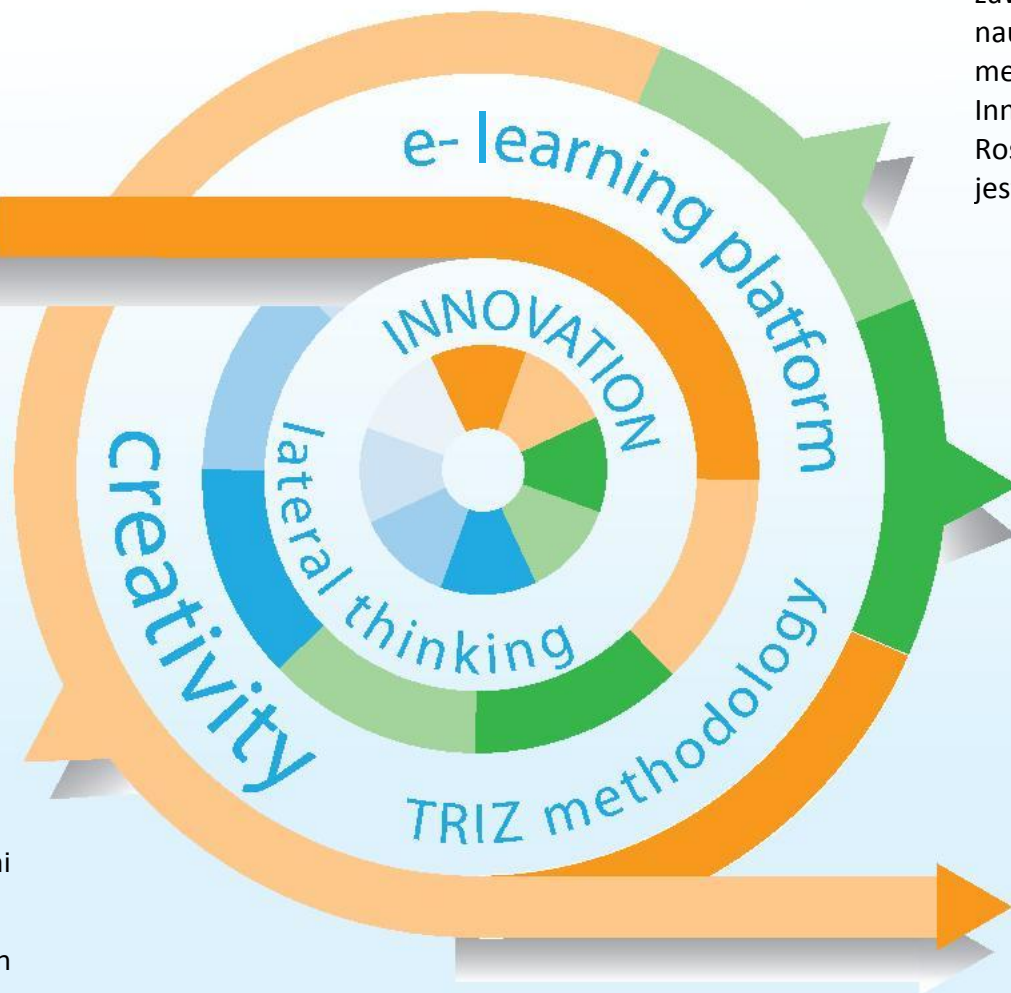 e- learning platform
INNOVATION
lateral thinking
creativity
TRIZ methodology